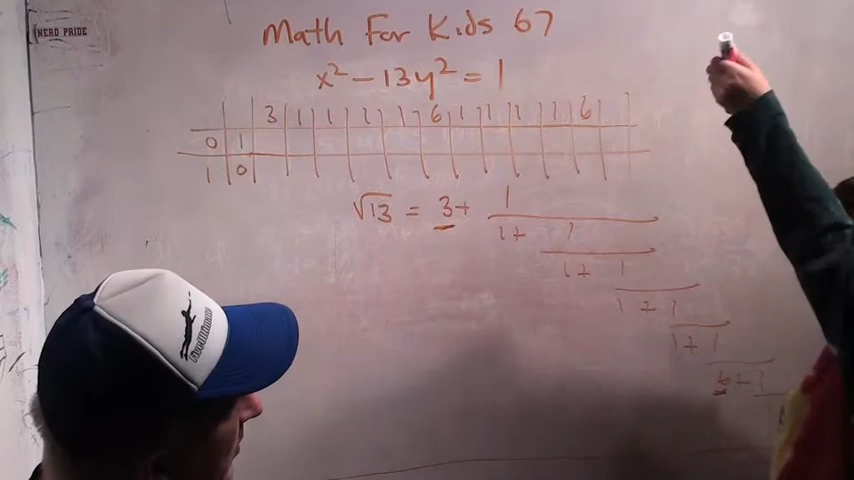 NERD PRIDE
Math For Kids 67
x² - 13y² = 1
3 1 1 1 1 6 1 1 1 1 6
0 1
1 0
√13 = 3 + 1
1 + 1
1 + 1
1 + 1
1 + 1
6 + 1